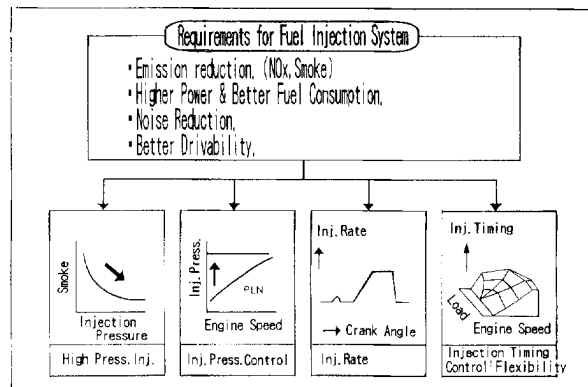 Requirements for Fuel Injection System
・Emission reduction, (NOx, Smoke)
・Higher Power & Better Fuel Consumption,
・Noise Reduction,
・Better Drivability,
Smoke
Injection
Pressure
High Press. Inj.
Inj. Press.
PLN
Engine Speed
Inj. Press. Control
Inj. Rate
→ Crank Angle
Inj. Rate
Inj. Timing
Load
Engine Speed
Injection Timing
Control Flexibility